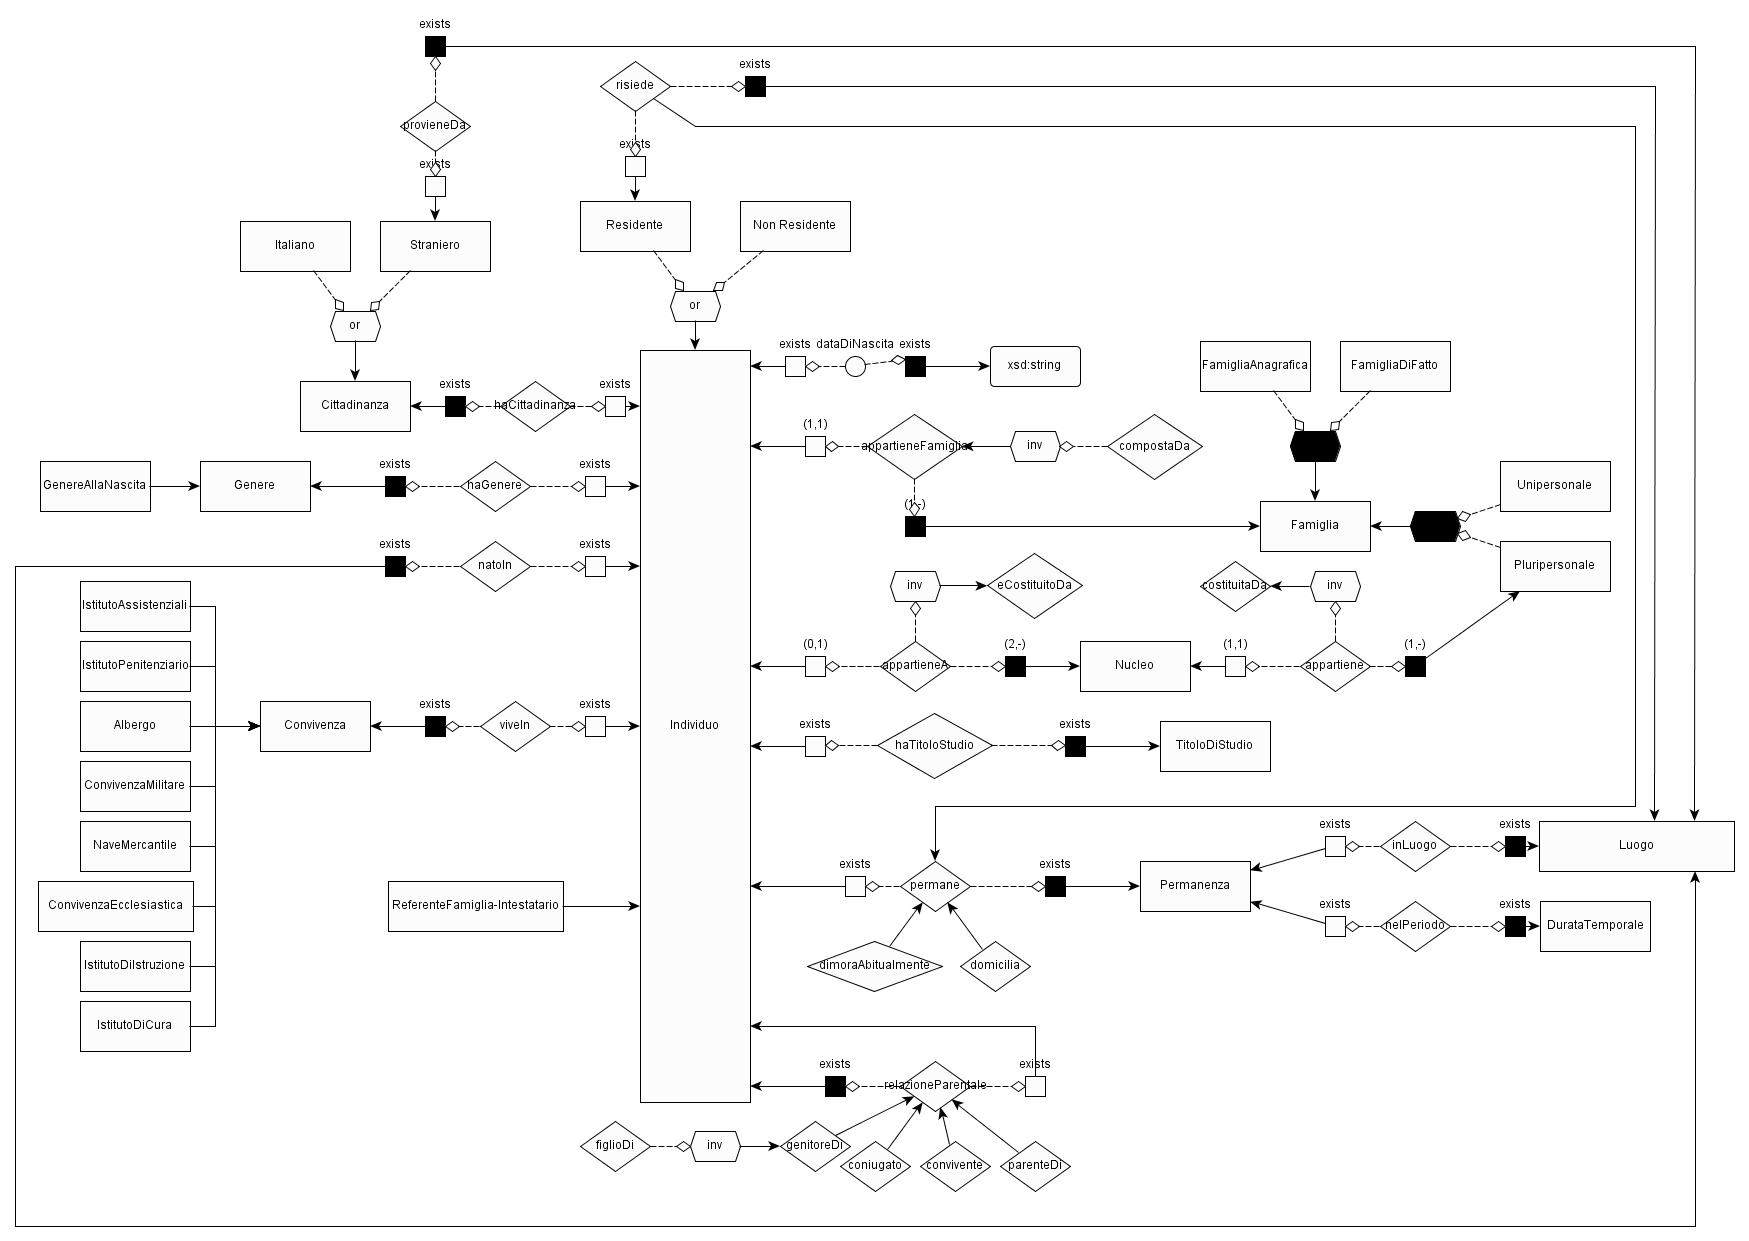 exists
exists
risiede
provieneDa
exists
exists
Residente
Non Residente
Italiano
Straniero
or
or
exists
dataDiNascita
exists
xsd:string
FamigliaAnagrafica
FamigliaDiFatto
Cittadinanza
exists
haCittadinanza
exists
(1,1)
appartieneFamiglia
inv
compostaDa
GenereAllaNascita
Genere
exists
haGenere
exists
(1,-)
Famiglia
Unipersonale
exists
natoIn
exists
inv
eCostituitoDa
costituitaDa
inv
Pluripersonale
IstitutoAssistenziali
IstitutoPenitenziario
(0,1)
appartieneA
(2,-)
Nucleo
(1,1)
appartiene
(1,-)
Albergo
Convivenza
exists
viveIn
exists
Individuo
exists
haTitoloStudio
exists
TitoloDiStudio
ConvivenzaMilitare
NaveMercantile
exists
inLuogo
exists
Luogo
ConvivenzaEcclesiastica
ReferenteFamiglia-Intestatario
exists
permane
exists
Permanenza
exists
nelPeriodo
exists
DurataTemporale
IstitutoDiIstruzione
dimoraAbitualmente
domicilia
IstitutoDiCura
exists
relazioneParentale
exists
figlioDi
inv
genitoreDi
coniugato
convivente
parenteDi